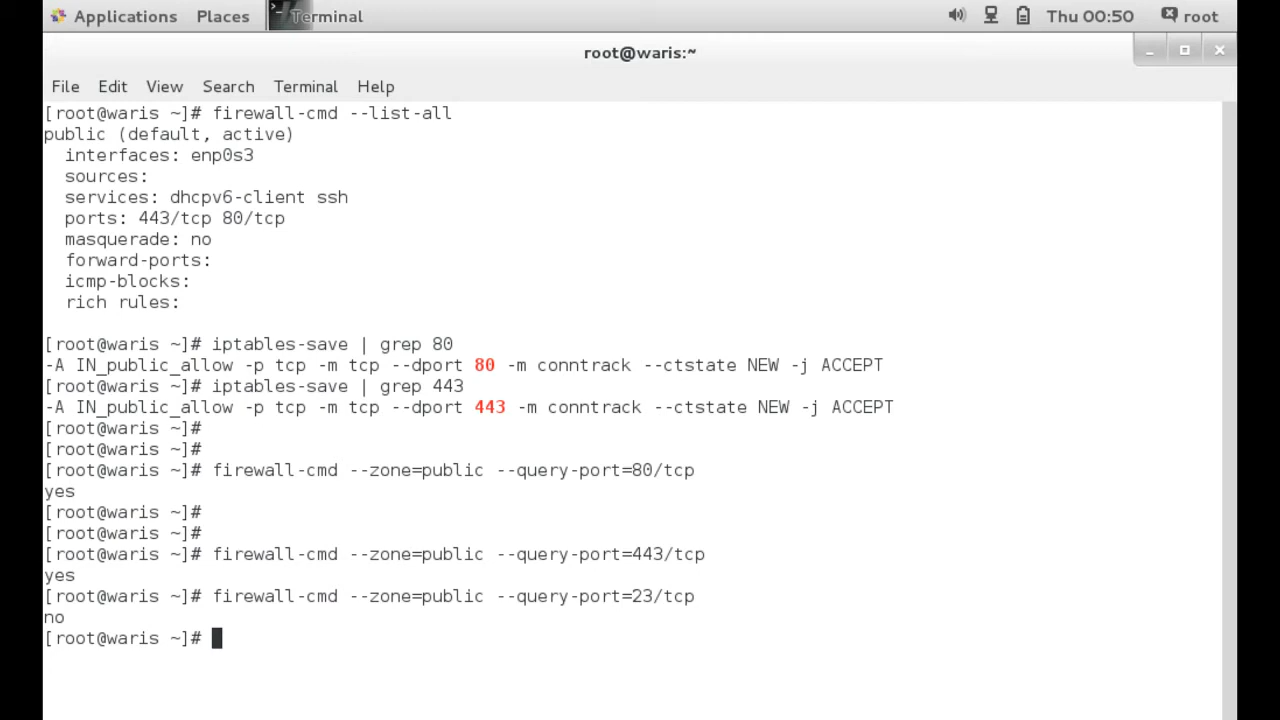 Applications Places Terminal Thu 00:50 root
root@waris:~
File Edit View Search Terminal Help
[root@waris ~]# firewall-cmd --list-all
public (default, active)
  interfaces: enp0s3
  sources:
  services: dhcpv6-client ssh
  ports: 443/tcp 80/tcp
  masquerade: no
  forward-ports:
  icmp-blocks:
  rich rules:
[root@waris ~]# iptables-save | grep 80
-A IN_public_allow -p tcp -m tcp --dport 80 -m conntrack --ctstate NEW -j ACCEPT
[root@waris ~]# iptables-save | grep 443
-A IN_public_allow -p tcp -m tcp --dport 443 -m conntrack --ctstate NEW -j ACCEPT
[root@waris ~]#
[root@waris ~]#
[root@waris ~]# firewall-cmd --zone=public --query-port=80/tcp
yes
[root@waris ~]#
[root@waris ~]#
[root@waris ~]# firewall-cmd --zone=public --query-port=443/tcp
yes
[root@waris ~]# firewall-cmd --zone=public --query-port=23/tcp
no
[root@waris ~]#